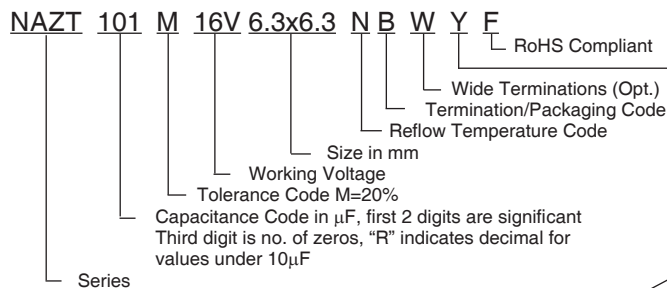 NAZT 101 M 16V 6.3x6.3 N B W Y F
RoHS Compliant
Wide Terminations (Opt.)
Termination/Packaging Code
Reflow Temperature Code
Size in mm
Working Voltage
Tolerance Code M=20%
Capacitance Code in μF, first 2 digits are significant
Third digit is no. of zeros, “R” indicates decimal for
values under 10μF
Series